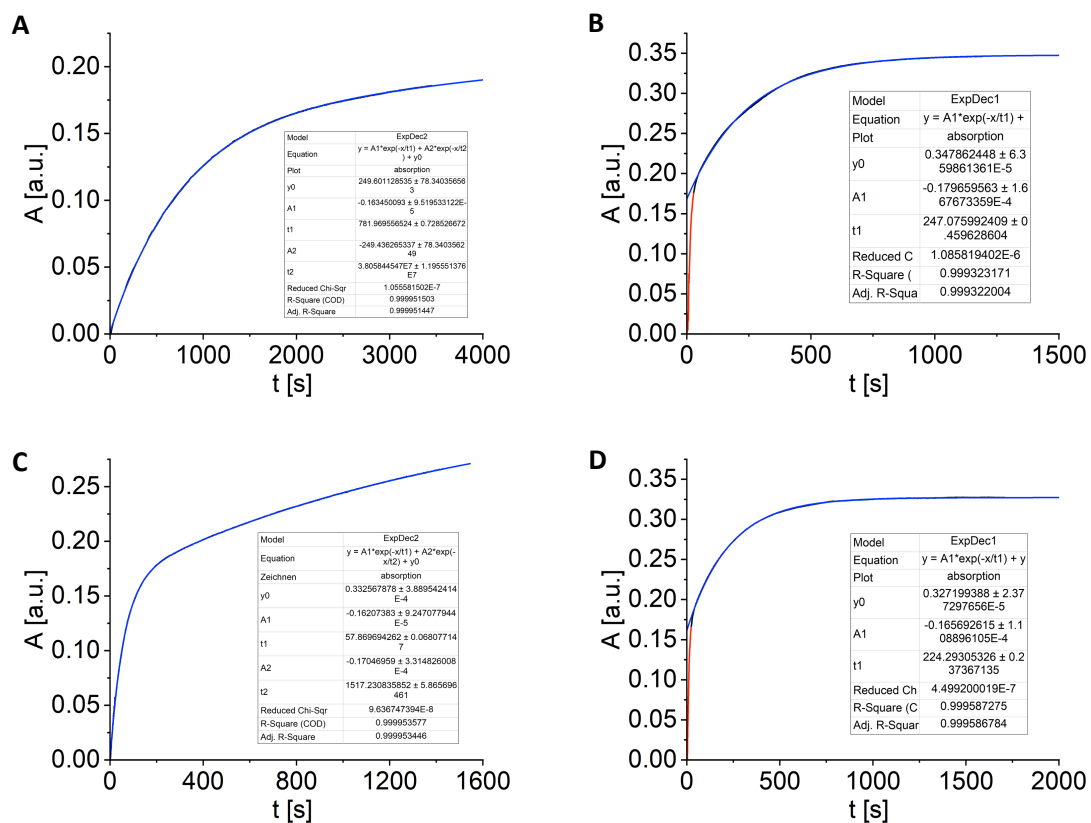 A
A [a.u.]
0.20
0.15
0.10
0.05
0.00
0 1000 2000 3000 4000
t [s]
Model ExpDec2
Equation y = A1*exp(-x/t1) + A2*exp(-x/t2
) + y0
Plot absorption
y0 249.601128535 ± 78.34035656
3
A1 -0.163450093 ± 9.519533122E-
5
t1 781.969556524 ± 0.728526672
A2 -249.436265337 ± 78.3403562
49
t2 3.805844547E7 ± 1.195551376
E7
Reduced Chi-Sqr 1.055581502E-7
R-Square (COD) 0.999951503
Adj. R-Square 0.999951447
B
A [a.u.]
0.35
0.30
0.25
0.20
0.15
0.10
0.05
0.00
0 500 1000 1500
t [s]
Model ExpDec1
Equation y = A1*exp(-x/t1) +
Plot absorption
y0 0.347862448 ± 6.3
59861361E-5
A1 -0.179659563 ± 1.6
67673359E-4
t1 247.075992409 ± 0
.459628604
Reduced C 1.085819402E-6
R-Square ( 0.999323171
Adj. R-Squa 0.999322004
C
A [a.u.]
0.25
0.20
0.15
0.10
0.05
0.00
0 400 800 1200 1600
t [s]
Model ExpDec2
Equation y = A1*exp(-x/t1) + A2*exp(-
x/t2) + y0
Zeichnen absorption
y0 0.332567878 ± 3.889542414
E-4
A1 -0.16207383 ± 9.247077944
E-5
t1 57.869694262 ± 0.06807714
7
A2 -0.17046959 ± 3.314826008
E-4
t2 1517.230835852 ± 5.865696
461
Reduced Chi-Sqr 9.636747394E-8
R-Square (COD) 0.999953577
Adj. R-Square 0.999953446
D
A [a.u.]
0.35
0.30
0.25
0.20
0.15
0.10
0.05
0.00
0 500 1000 1500 2000
t [s]
Model ExpDec1
Equation y = A1*exp(-x/t1) + y
Plot absorption
y0 0.327199388 ± 2.37
7297656E-5
A1 -0.165692615 ± 1.1
08896105E-4
t1 224.29305326 ± 0.2
37367135
Reduced Ch 4.499200019E-7
R-Square (C 0.999587275
Adj. R-Squar 0.999586784